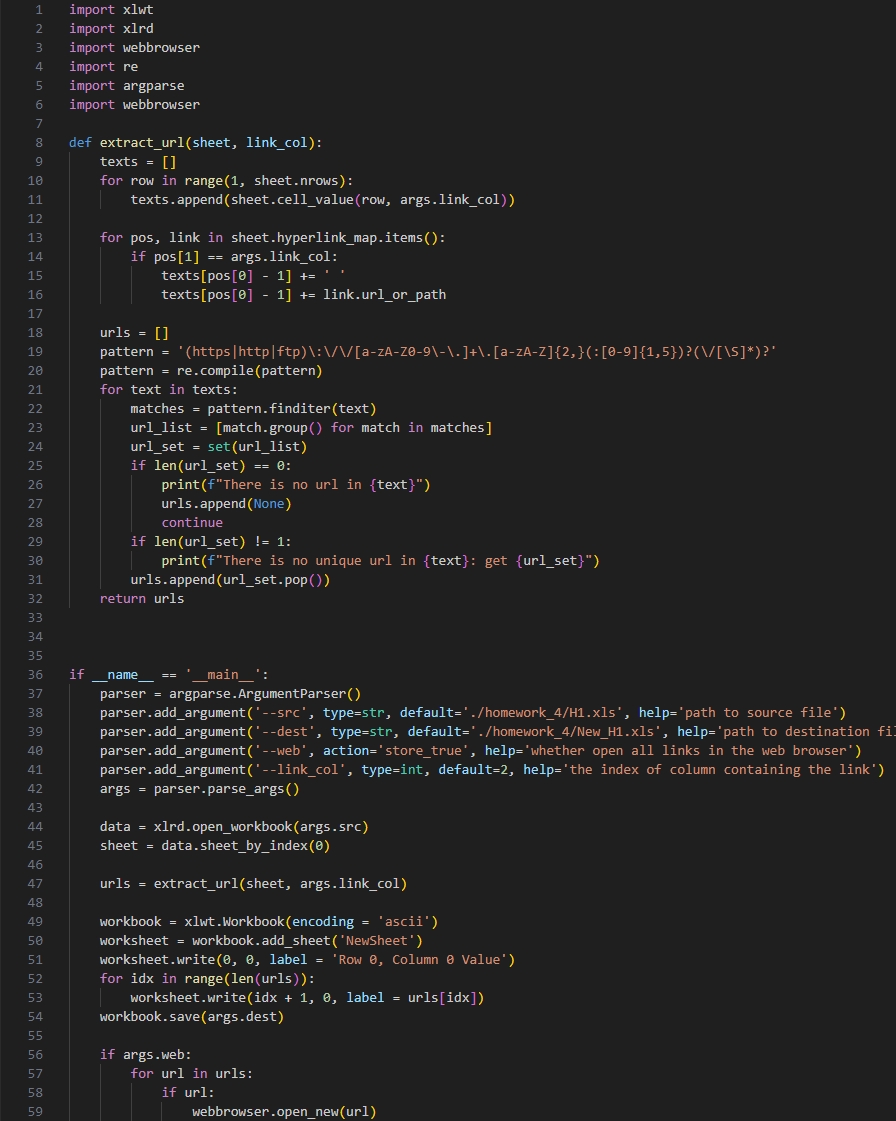 1 import xlwt
2 import xlrd
3 import webbrowser
4 import re
5 import argparse
6 import webbrowser
7
8 def extract_url(sheet, link_col):
9     texts = []
10     for row in range(1, sheet.nrows):
11         texts.append(sheet.cell_value(row, args.link_col))
12
13     for pos, link in sheet.hyperlink_map.items():
14         if pos[1] == args.link_col:
15             texts[pos[0] - 1] += ' '
16             texts[pos[0] - 1] += link.url_or_path
17
18     urls = []
19     pattern = '(https|http|ftp)\:\/\/[a-zA-Z0-9\-\.]+\.[a-zA-Z]{2,}(:[0-9]{1,5})?(\/[\S]*)?'
20     pattern = re.compile(pattern)
21     for text in texts:
22         matches = pattern.finditer(text)
23         url_list = [match.group() for match in matches]
24         url_set = set(url_list)
25         if len(url_set) == 0:
26             print(f"There is no url in {text}")
27             urls.append(None)
28             continue
29         if len(url_set) != 1:
30             print(f"There is no unique url in {text}: get {url_set}")
31         urls.append(url_set.pop())
32     return urls
33
34
35
36 if __name__ == '__main__':
37     parser = argparse.ArgumentParser()
38     parser.add_argument('--src', type=str, default='./homework_4/H1.xls', help='path to source file')
39     parser.add_argument('--dest', type=str, default='./homework_4/New_H1.xls', help='path to destination fil
40     parser.add_argument('--web', action='store_true', help='whether open all links in the web browser')
41     parser.add_argument('--link_col', type=int, default=2, help='the index of column containing the link')
42     args = parser.parse_args()
43
44     data = xlrd.open_workbook(args.src)
45     sheet = data.sheet_by_index(0)
46
47     urls = extract_url(sheet, args.link_col)
48
49     workbook = xlwt.Workbook(encoding = 'ascii')
50     worksheet = workbook.add_sheet('NewSheet')
51     worksheet.write(0, 0, label = 'Row 0, Column 0 Value')
52     for idx in range(len(urls)):
53         worksheet.write(idx + 1, 0, label = urls[idx])
54     workbook.save(args.dest)
55
56     if args.web:
57         for url in urls:
58             if url:
59                 webbrowser.open_new(url)